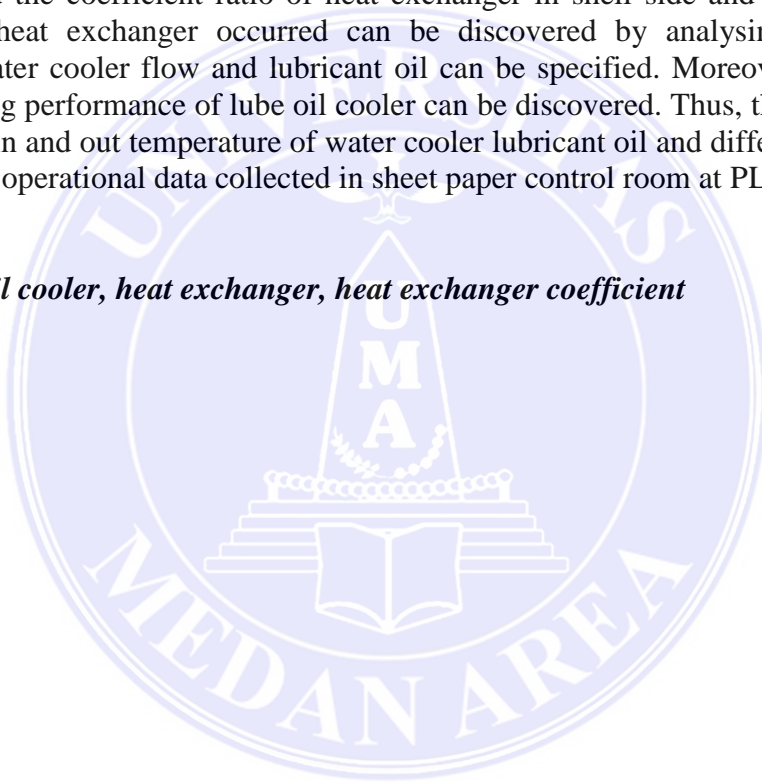 the coefficient ratio of heat exchanger in shell side and
heat exchanger occurred can be discovered by analysin
ater cooler flow and lubricant oil can be specified. Moreov
g performance of lube oil cooler can be discovered. Thus, th
n and out temperature of water cooler lubricant oil and diffe
operational data collected in sheet paper control room at PL
l cooler, heat exchanger, heat exchanger coefficient
UNIVERSITAS
UMA
MEDAN AREA